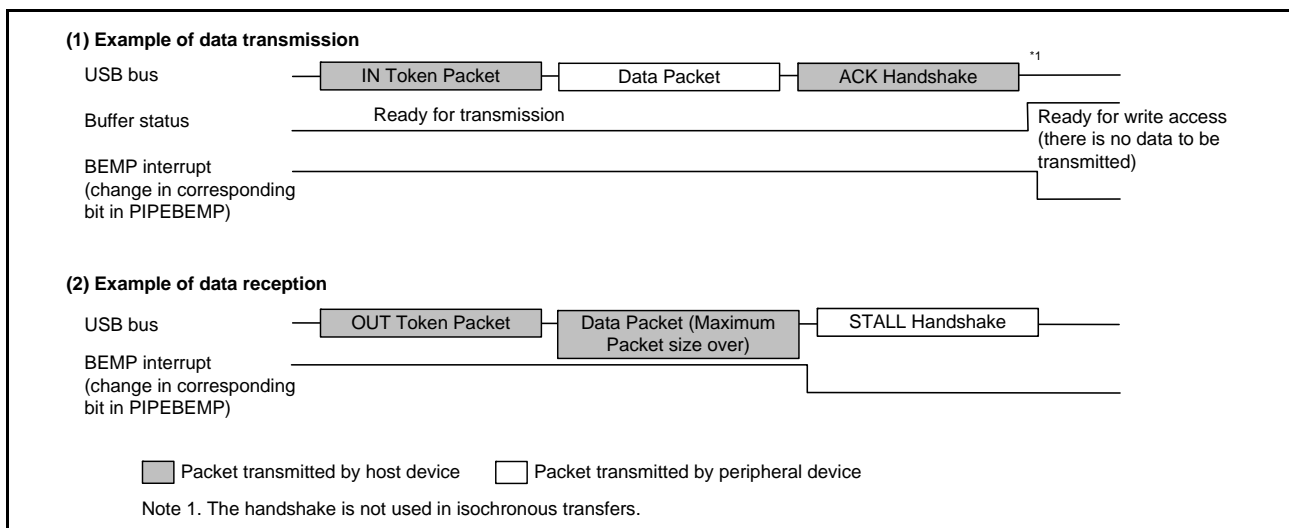 (1) Example of data transmission
USB bus
IN Token Packet
Data Packet
ACK Handshake
*1
Buffer status
Ready for transmission
Ready for write access
(there is no data to be
transmitted)
BEMP interrupt
(change in corresponding
bit in PIPEBEMP)
(2) Example of data reception
USB bus
OUT Token Packet
Data Packet (Maximum
Packet size over)
STALL Handshake
BEMP interrupt
(change in corresponding
bit in PIPEBEMP)
Packet transmitted by host device
Packet transmitted by peripheral device
Note 1. The handshake is not used in isochronous transfers.